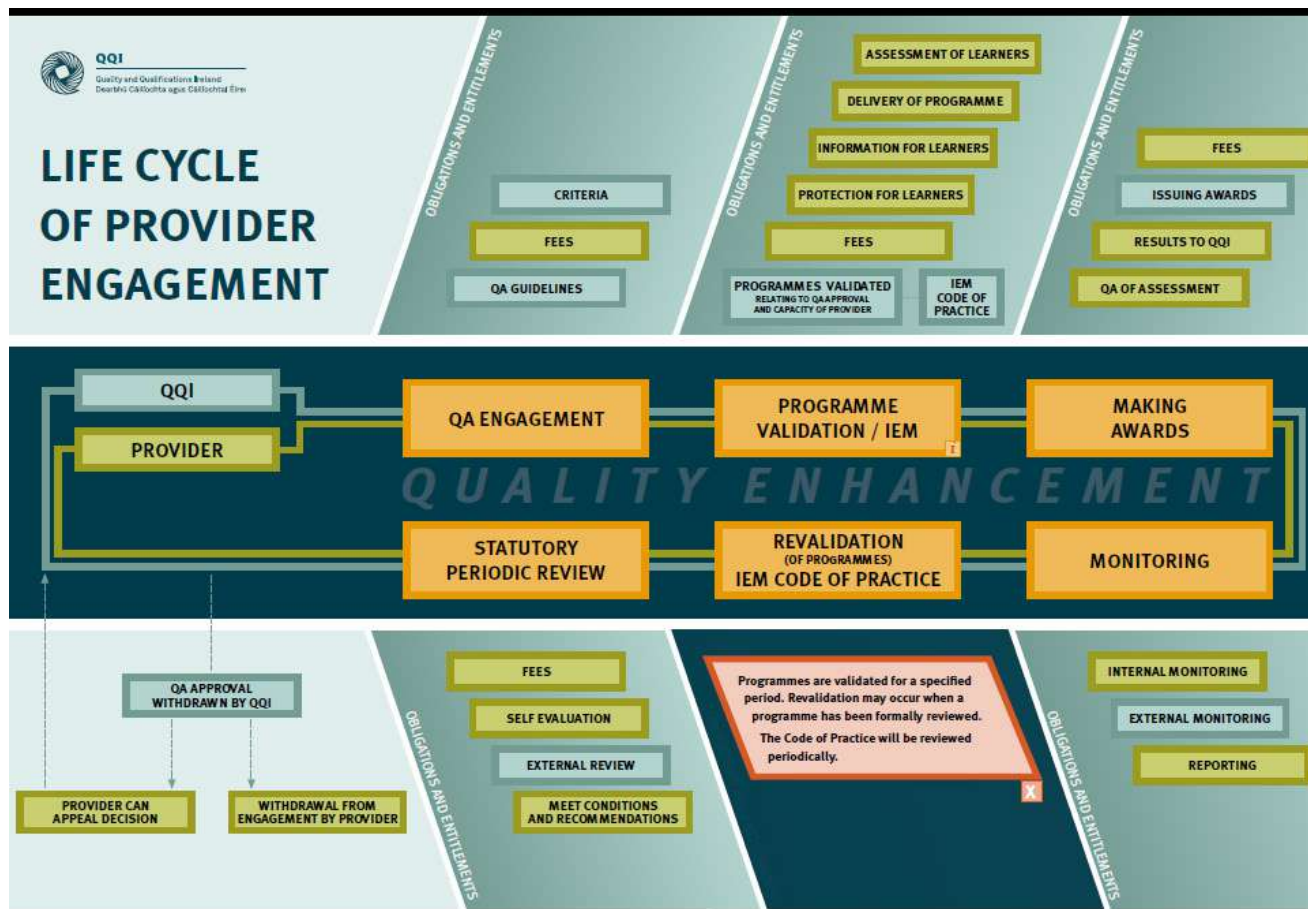 QQI
Quality and Qualifications Ireland
Dearbhú Cáilíochta agus Cáilíochtaí Éireann
LIFE CYCLE
OF PROVIDER
ENGAGEMENT
OBLIGATIONS AND ENTITLEMENTS
CRITERIA
FEES
QA GUIDELINES
OBLIGATIONS AND ENTITLEMENTS
ASSESSMENT OF LEARNERS
DELIVERY OF PROGRAMME
INFORMATION FOR LEARNERS
PROTECTION FOR LEARNERS
FEES
PROGRAMMES VALIDATED
RELATING TO QA APPROVAL
AND CAPACITY OF PROVIDER
IEM
CODE OF
PRACTICE
OBLIGATIONS AND ENTITLEMENTS
FEES
ISSUING AWARDS
RESULTS TO QQI
QA OF ASSESSMENT
QQI
PROVIDER
QA ENGAGEMENT
PROGRAMME
VALIDATION / IEM
MAKING
AWARDS
QUALITY ENHANCEMENT
STATUTORY
PERIODIC REVIEW
REVALIDATION
(OF PROGRAMMES)
IEM CODE OF PRACTICE
MONITORING
QA APPROVAL
WITHDRAWN BY QQI
PROVIDER CAN
APPEAL DECISION
WITHDRAWAL FROM
ENGAGEMENT BY PROVIDER
OBLIGATIONS AND ENTITLEMENTS
FEES
SELF EVALUATION
EXTERNAL REVIEW
MEET CONDITIONS
AND RECOMMENDATIONS
Programmes are validated for a specified
period. Revalidation may occur when a
programme has been formally reviewed.
The Code of Practice will be reviewed
periodically.
X
OBLIGATIONS AND ENTITLEMENTS
INTERNAL MONITORING
EXTERNAL MONITORING
REPORTING